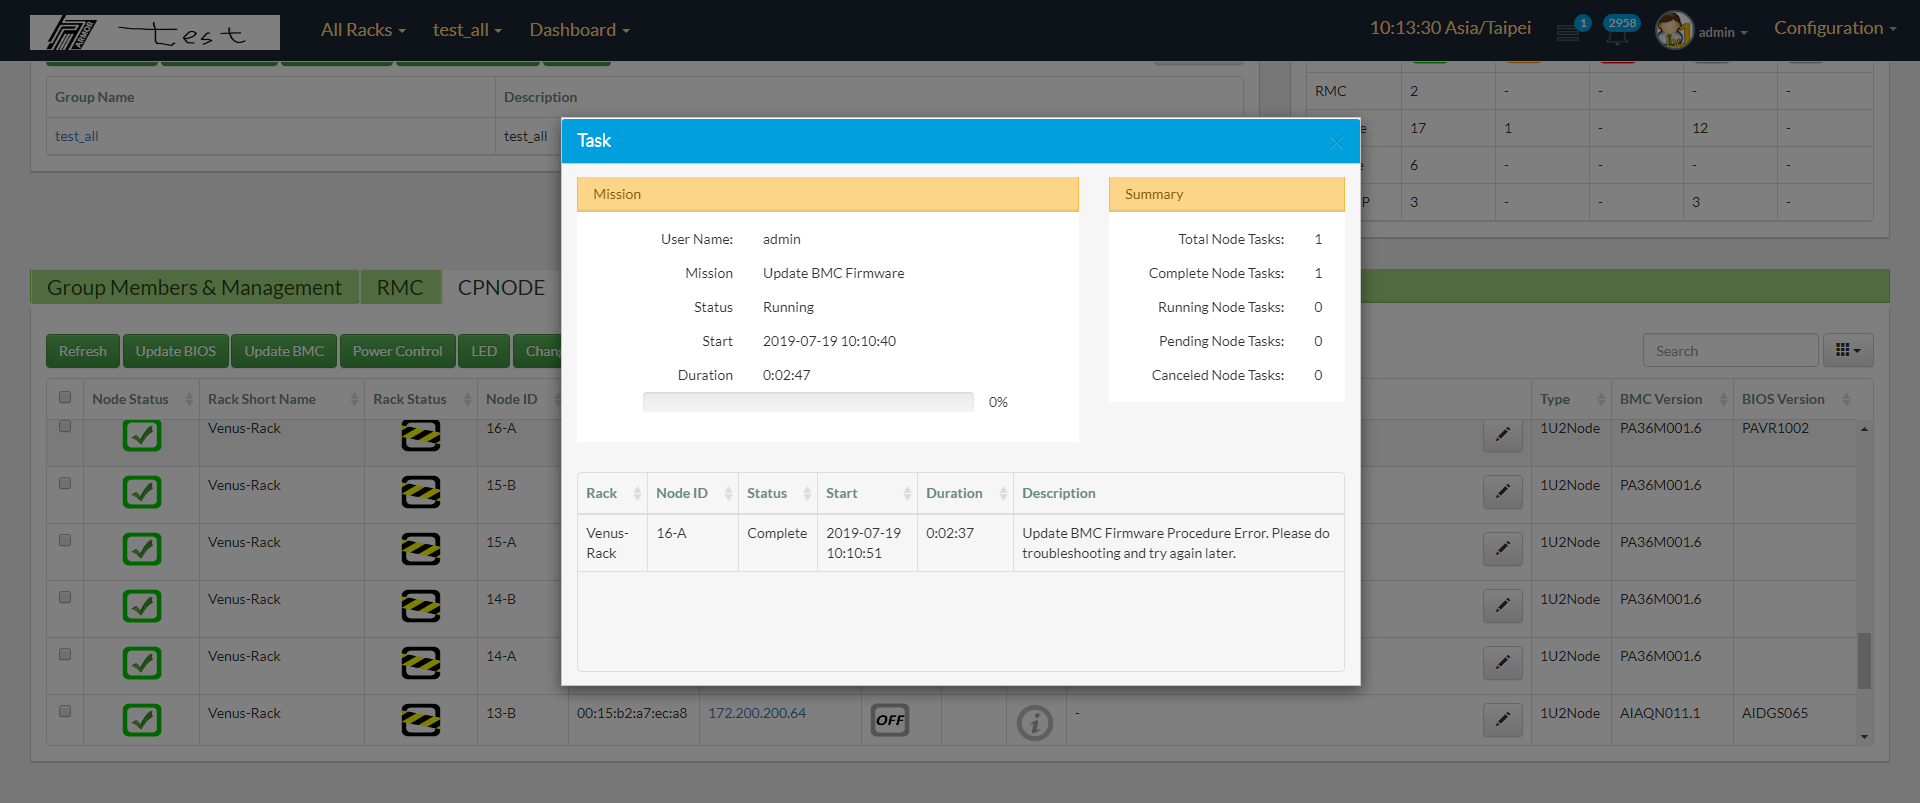 ARMOR test All Racks test_all Dashboard 10:13:30 Asia/Taipei 1 2958 admin Configuration
Group Name Description
test_all test_all
RMC 2 - - - -
17 1 - 12 -
6 - - - -
3 - - 3 -
Task
Mission
User Name: admin
Mission Update BMC Firmware
Status Running
Start 2019-07-19 10:10:40
Duration 0:02:47
0%
Summary
Total Node Tasks: 1
Complete Node Tasks: 1
Running Node Tasks: 0
Pending Node Tasks: 0
Canceled Node Tasks: 0
Rack Node ID Status Start Duration Description
Venus- 16-A Complete 2019-07-19 0:02:37 Update BMC Firmware Procedure Error. Please do
Rack 10:10:51 troubleshooting and try again later.
Group Members & Management RMC CPNODE
Refresh Update BIOS Update BMC Power Control LED Search
Node Status Rack Short Name Rack Status Node ID Type BMC Version BIOS Version
Venus-Rack 16-A 1U2Node PA36M001.6 PAVR1002
Venus-Rack 15-B 1U2Node PA36M001.6
Venus-Rack 15-A 1U2Node PA36M001.6
Venus-Rack 14-B 1U2Node PA36M001.6
Venus-Rack 14-A 1U2Node PA36M001.6
Venus-Rack 13-B 00:15:b2:a7:ec:a8 172.200.200.64 OFF i - 1U2Node AIAQN011.1 AIDGS065